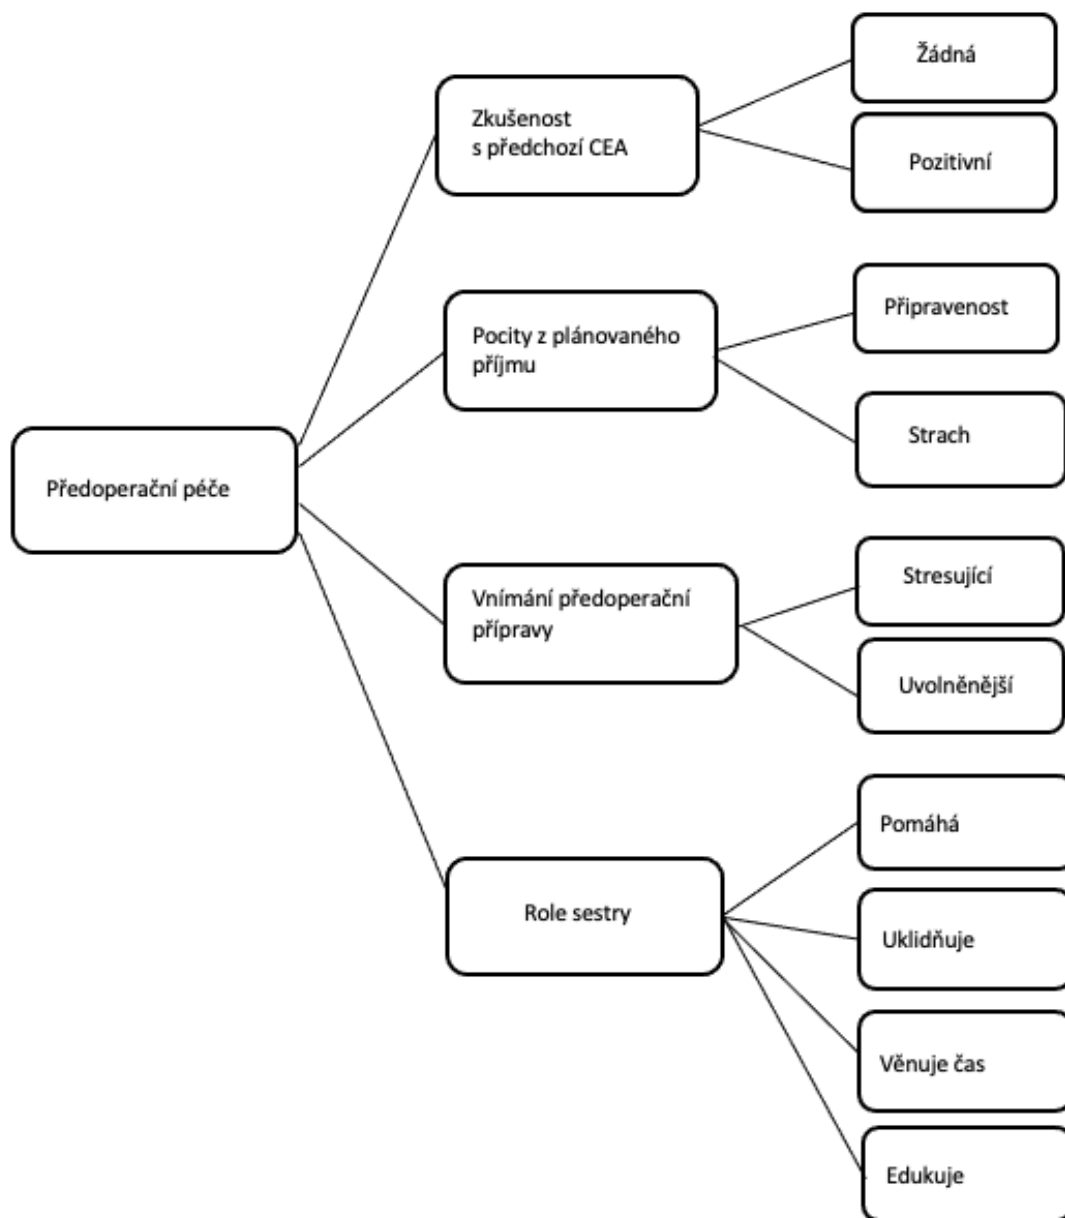 Předoperační péče
Zkušenost
s předchozí CEA
Žádná
Pozitivní
Pocity z plánovaného
příjmu
Připravenost
Strach
Vnímání předoperační
přípravy
Stresující
Uvolněnější
Role sestry
Pomáhá
Uklidňuje
Věnuje čas
Edukuje